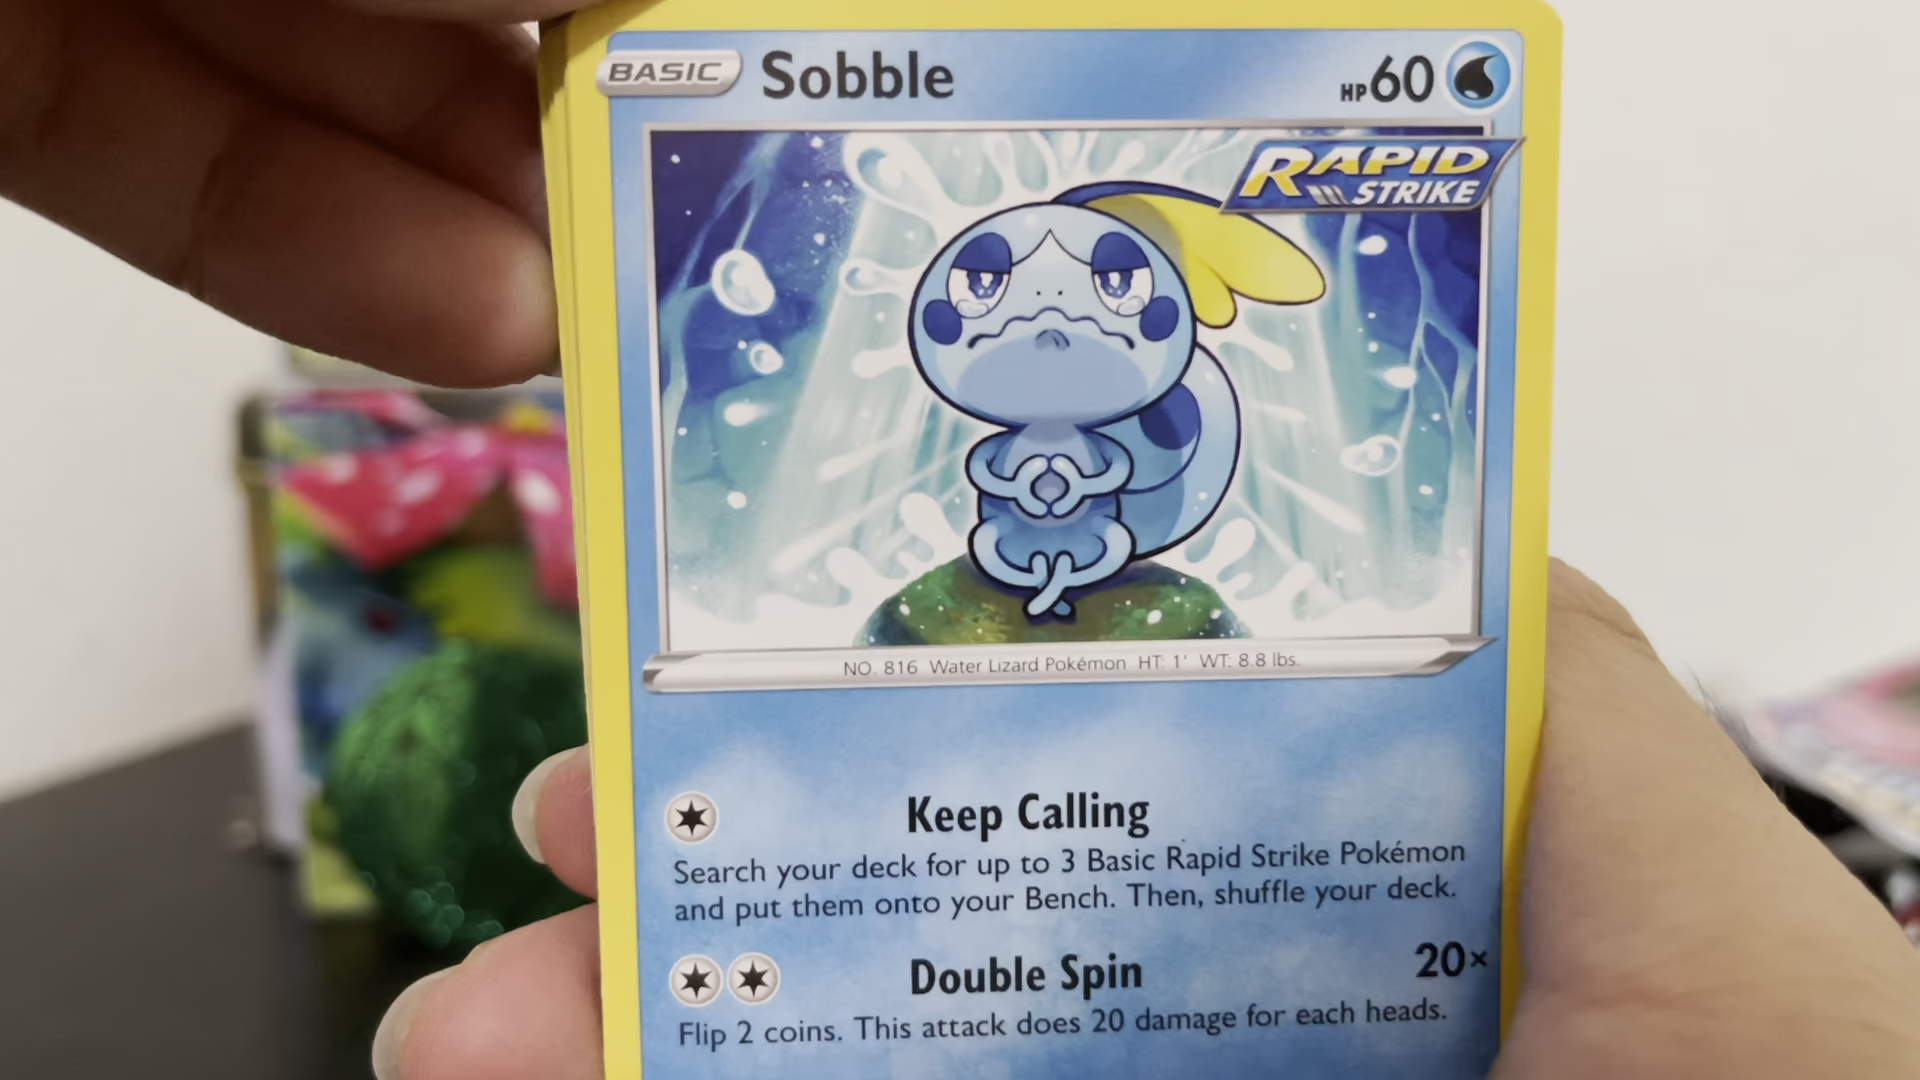 BASIC Sobble HP60
RAPID
STRIKE
NO. 816 Water Lizard Pokémon HT: 1' WT: 8.8 lbs.
Keep Calling
Search your deck for up to 3 Basic Rapid Strike Pokémon
and put them onto your Bench. Then, shuffle your deck.
Double Spin 20×
Flip 2 coins. This attack does 20 damage for each heads.